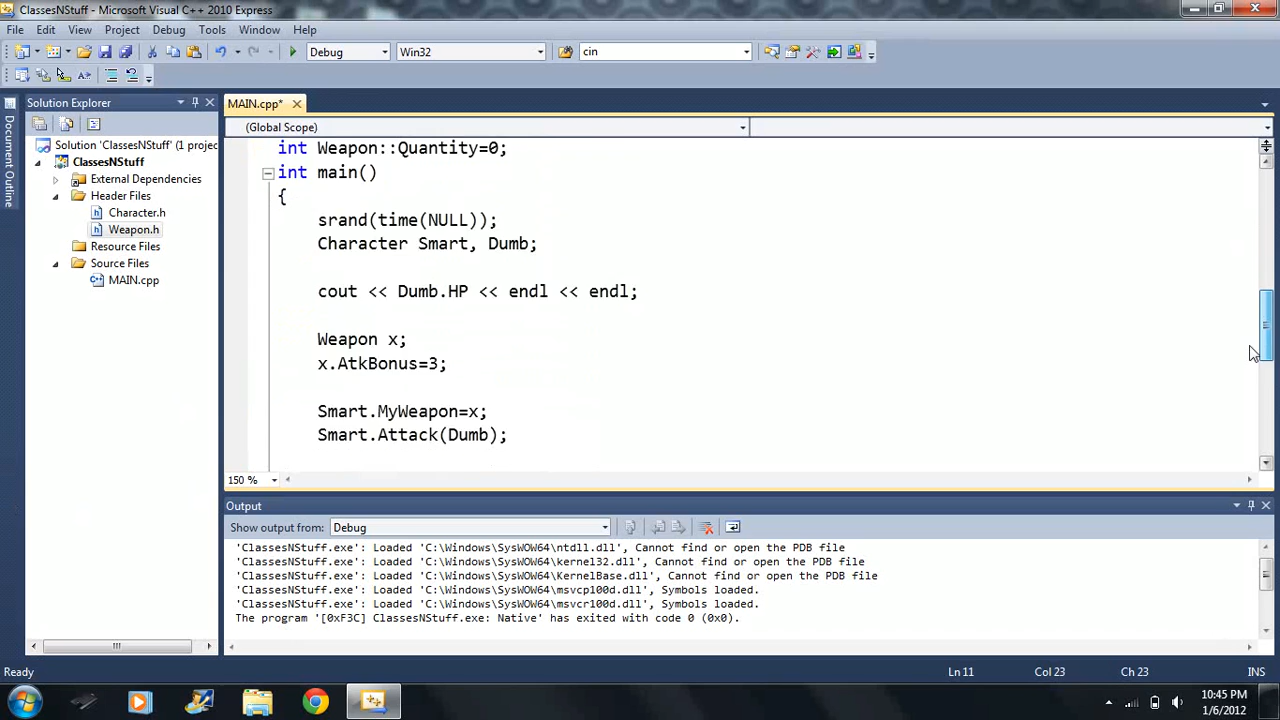 ClassesNStuff - Microsoft Visual C++ 2010 Express
File Edit View Project Debug Tools Window Help
Debug Win32 cin
Solution Explorer
MAIN.cpp*
Document Outline
(Global Scope)
Solution 'ClassesNStuff' (1 projec
ClassesNStuff
External Dependencies
Header Files
Character.h
Weapon.h
Resource Files
Source Files
MAIN.cpp
int Weapon::Quantity=0;
int main()
{
srand(time(NULL));
Character Smart, Dumb;
cout << Dumb.HP << endl << endl;
Weapon x;
x.AtkBonus=3;
Smart.MyWeapon=x;
Smart.Attack(Dumb);
150 %
Output
Show output from: Debug
'ClassesNStuff.exe': Loaded 'C:\Windows\SysWOW64\ntdll.dll', Cannot find or open the PDB file
'ClassesNStuff.exe': Loaded 'C:\Windows\SysWOW64\kernel32.dll', Cannot find or open the PDB file
'ClassesNStuff.exe': Loaded 'C:\Windows\SysWOW64\KernelBase.dll', Cannot find or open the PDB file
'ClassesNStuff.exe': Loaded 'C:\Windows\SysWOW64\msvcp100d.dll', Symbols loaded.
'ClassesNStuff.exe': Loaded 'C:\Windows\SysWOW64\msvcr100d.dll', Symbols loaded.
The program '[0xF3C] ClassesNStuff.exe: Native' has exited with code 0 (0x0).
Ready Ln 11 Col 23 Ch 23 INS
10:45 PM
1/6/2012